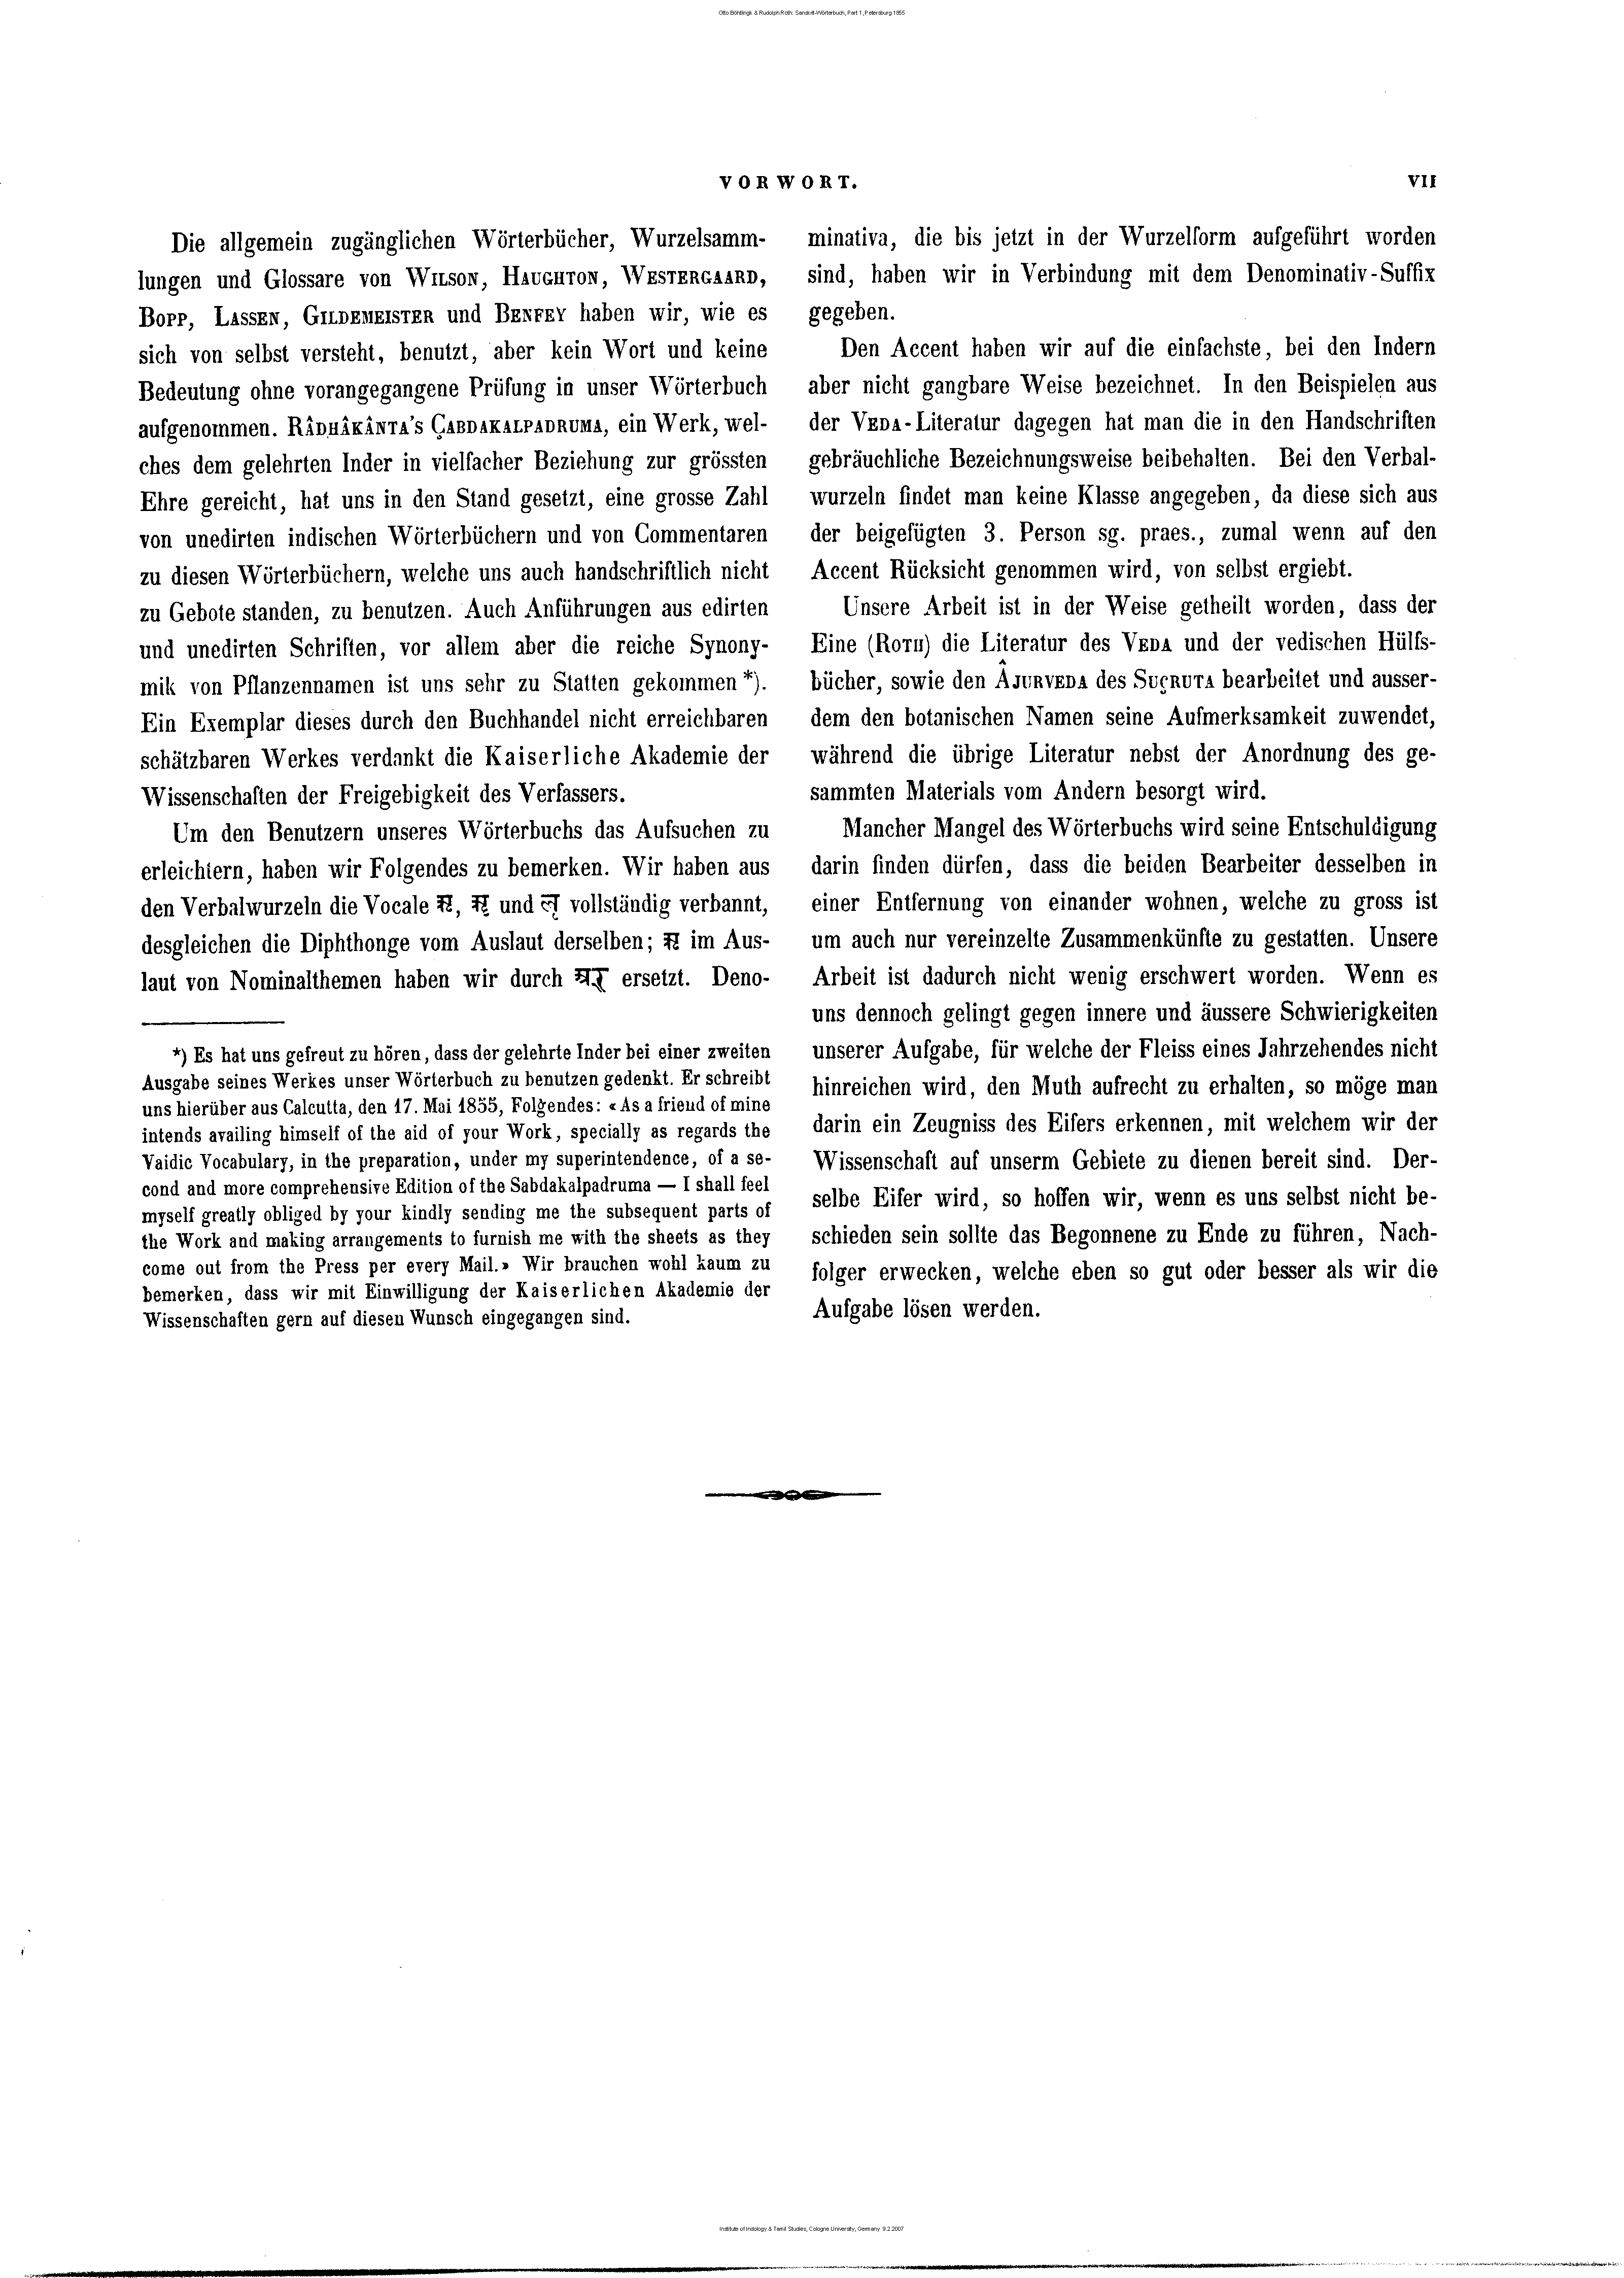 Otto Böhtlingk & Rudolph Roth: Sanskrit-Wörterbuch, Part 1, Petersburg 1855
VORWORT.
VII
Die allgemein zugänglichen Wörterbücher, Wurzelsamm-
lungen und Glossare von WILSON, HAUGHTON, WESTERGAARD,
BOPP, LASSEN, GILDEMEISTER und BENFEY haben wir, wie es
sich von selbst versteht, benutzt, aber kein Wort und keine
Bedeutung ohne vorangegangene Prüfung in unser Wörterbuch
aufgenommen. RÂDHÂKÂNTA's ÇABDAKALPADRUMA, ein Werk, wel-
ches dem gelehrten Inder in vielfacher Beziehung zur grössten
Ehre gereicht, hat uns in den Stand gesetzt, eine grosse Zahl
von unedirten indischen Wörterbüchern und von Commentaren
zu diesen Wörterbüchern, welche uns auch handschriftlich nicht
zu Gebote standen, zu benutzen. Auch Anführungen aus edirten
und unedirten Schriften, vor allem aber die reiche Synony-
mik von Pflanzennamen ist uns sehr zu Statten gekommen*).
Ein Exemplar dieses durch den Buchhandel nicht erreichbaren
schätzbaren Werkes verdankt die Kaiserliche Akademie der
Wissenschaften der Freigebigkeit des Verfassers.
Um den Benutzern unseres Wörterbuchs das Aufsuchen zu
erleichtern, haben wir Folgendes zu bemerken. Wir haben aus
den Verbalwurzeln die Vocale ऋ, ॠ und ऌ vollständig verbannt,
desgleichen die Diphthonge vom Auslaut derselben; ऋ im Aus-
laut von Nominalthemen haben wir durch अर् ersetzt. Deno-
*) Es hat uns gefreut zu hören, dass der gelehrte Inder bei einer zweiten
Ausgabe seines Werkes unser Wörterbuch zu benutzen gedenkt. Er schreibt
uns hierüber aus Calcutta, den 17. Mai 1855, Folgendes: «As a friend of mine
intends availing himself of the aid of your Work, specially as regards the
Vaidic Vocabulary, in the preparation, under my superintendence, of a se-
cond and more comprehensive Edition of the Sabdakalpadruma — I shall feel
myself greatly obliged by your kindly sending me the subsequent parts of
the Work and making arrangements to furnish me with the sheets as they
come out from the Press per every Mail.» Wir brauchen wohl kaum zu
bemerken, dass wir mit Einwilligung der Kaiserlichen Akademie der
Wissenschaften gern auf diesen Wunsch eingegangen sind.
minativa, die bis jetzt in der Wurzelform aufgeführt worden
sind, haben wir in Verbindung mit dem Denominativ-Suffix
gegeben.
Den Accent haben wir auf die einfachste, bei den Indern
aber nicht gangbare Weise bezeichnet. In den Beispielen aus
der VEDA-Literatur dagegen hat man die in den Handschriften
gebräuchliche Bezeichnungsweise beibehalten. Bei den Verbal-
wurzeln findet man keine Klasse angegeben, da diese sich aus
der beigefügten 3. Person sg. praes., zumal wenn auf den
Accent Rücksicht genommen wird, von selbst ergiebt.
Unsere Arbeit ist in der Weise getheilt worden, dass der
Eine (ROTH) die Literatur des VEDA und der vedischen Hülfs-
bücher, sowie den ÂJURVEDA des SUÇRUTA bearbeitet und ausser-
dem den botanischen Namen seine Aufmerksamkeit zuwendet,
während die übrige Literatur nebst der Anordnung des ge-
sammten Materials vom Andern besorgt wird.
Mancher Mangel des Wörterbuchs wird seine Entschuldigung
darin finden dürfen, dass die beiden Bearbeiter desselben in
einer Entfernung von einander wohnen, welche zu gross ist
um auch nur vereinzelte Zusammenkünfte zu gestatten. Unsere
Arbeit ist dadurch nicht wenig erschwert worden. Wenn es
uns dennoch gelingt gegen innere und äussere Schwierigkeiten
unserer Aufgabe, für welche der Fleiss eines Jahrzehendes nicht
hinreichen wird, den Muth aufrecht zu erhalten, so möge man
darin ein Zeugniss des Eifers erkennen, mit welchem wir der
Wissenschaft auf unserm Gebiete zu dienen bereit sind. Der-
selbe Eifer wird, so hoffen wir, wenn es uns selbst nicht be-
schieden sein sollte das Begonnene zu Ende zu führen, Nach-
folger erwecken, welche eben so gut oder besser als wir die
Aufgabe lösen werden.
Institute of Indology & Tamil Studies, Cologne University, Germany 9.2.2007